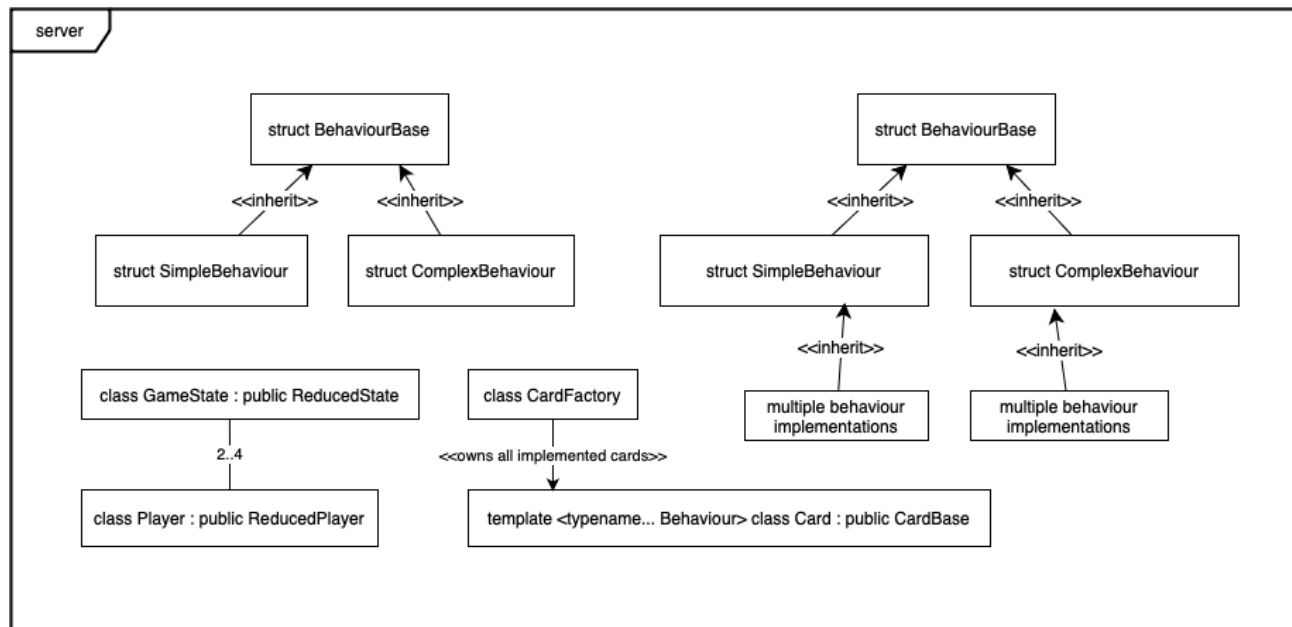 server
struct BehaviourBase
struct BehaviourBase
<<inherit>>
<<inherit>>
<<inherit>>
<<inherit>>
struct SimpleBehaviour
struct ComplexBehaviour
struct SimpleBehaviour
struct ComplexBehaviour
<<inherit>>
<<inherit>>
class GameState : public ReducedState
class CardFactory
multiple behaviour
implementations
multiple behaviour
implementations
2..4
<<owns all implemented cards>>
class Player : public ReducedPlayer
template <typename... Behaviour> class Card : public CardBase